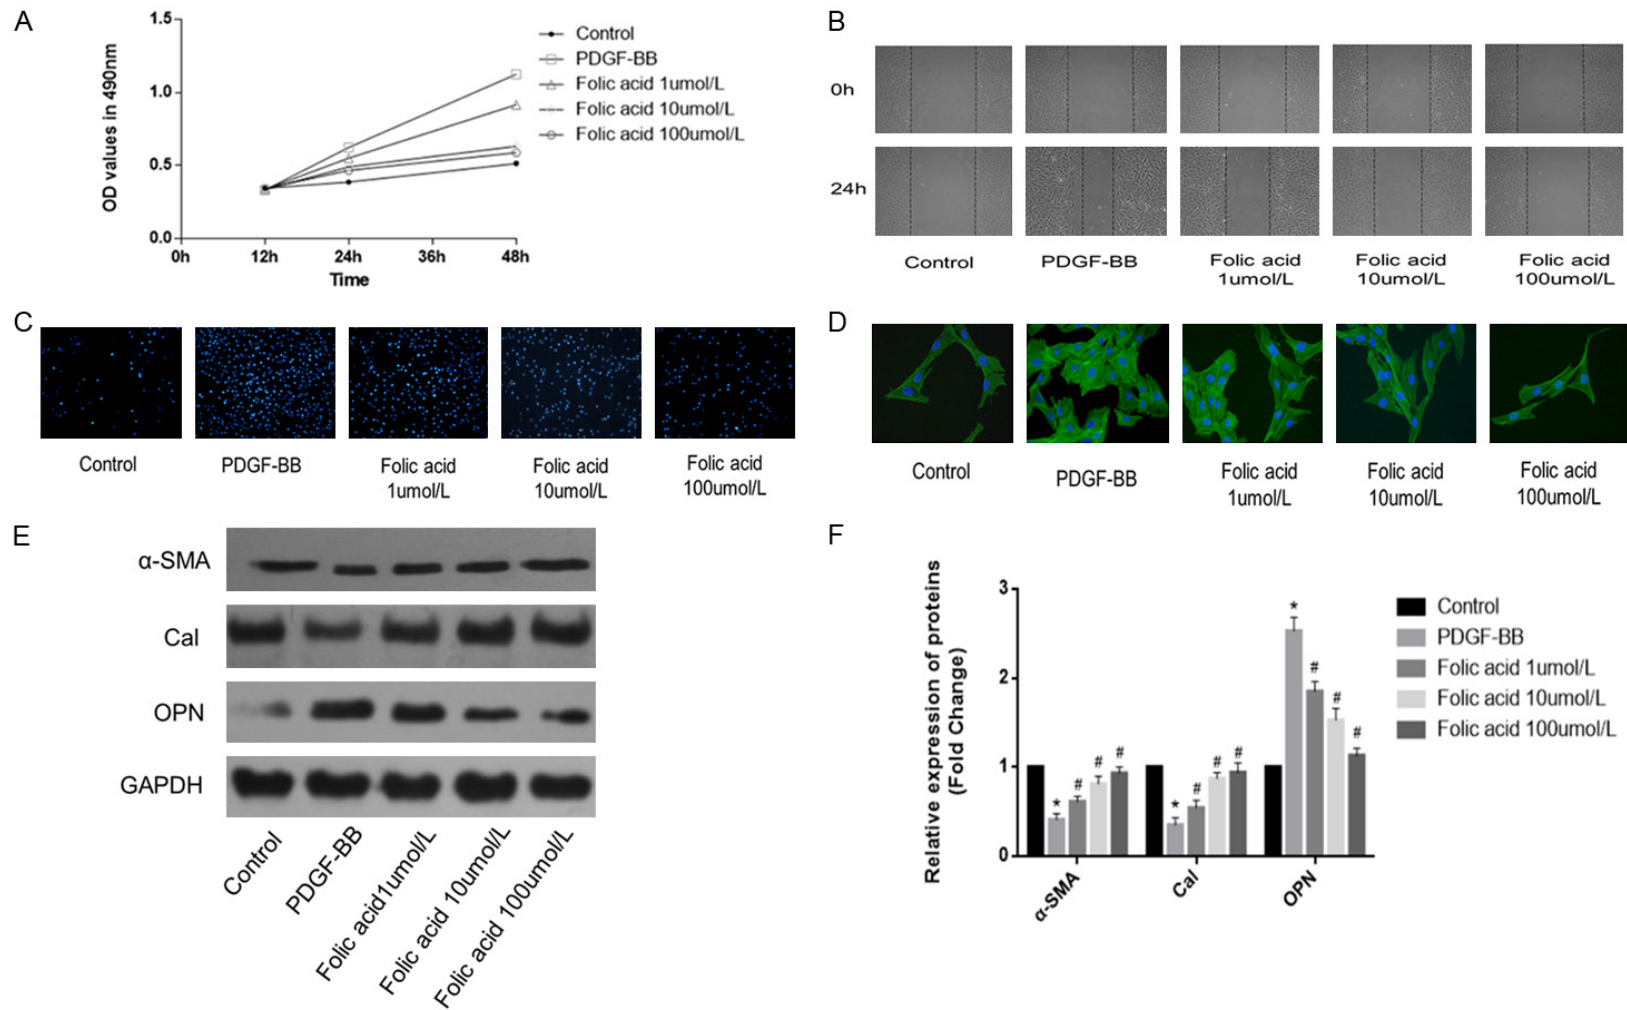 A
1.5
1.0
0.5
0.0
OD values in 490nm
0h
12h
24h
36h
48h
Time
Control
PDGF-BB
Folic acid 1umol/L
Folic acid 10umol/L
Folic acid 100umol/L
B
0h
24h
Control
PDGF-BB
Folic acid
1umol/L
Folic acid
10umol/L
Folic acid
100umol/L
C
Control
PDGF-BB
Folic acid
1umol/L
Folic acid
10umol/L
Folic acid
100umol/L
D
Control
PDGF-BB
Folic acid
1umol/L
Folic acid
10umol/L
Folic acid
100umol/L
E
α-SMA
Cal
OPN
GAPDH
Control
PDGF-BB
Folic acid1umol/L
Folic acid 10umol/L
Folic acid 100umol/L
F
Relative expression of proteins
(Fold Change)
3
2
1
0
*
#
#
#
*
#
#
#
*
#
#
#
α-SMA
Cal
OPN
Control
PDGF-BB
Folic acid 1umol/L
Folic acid 10umol/L
Folic acid 100umol/L